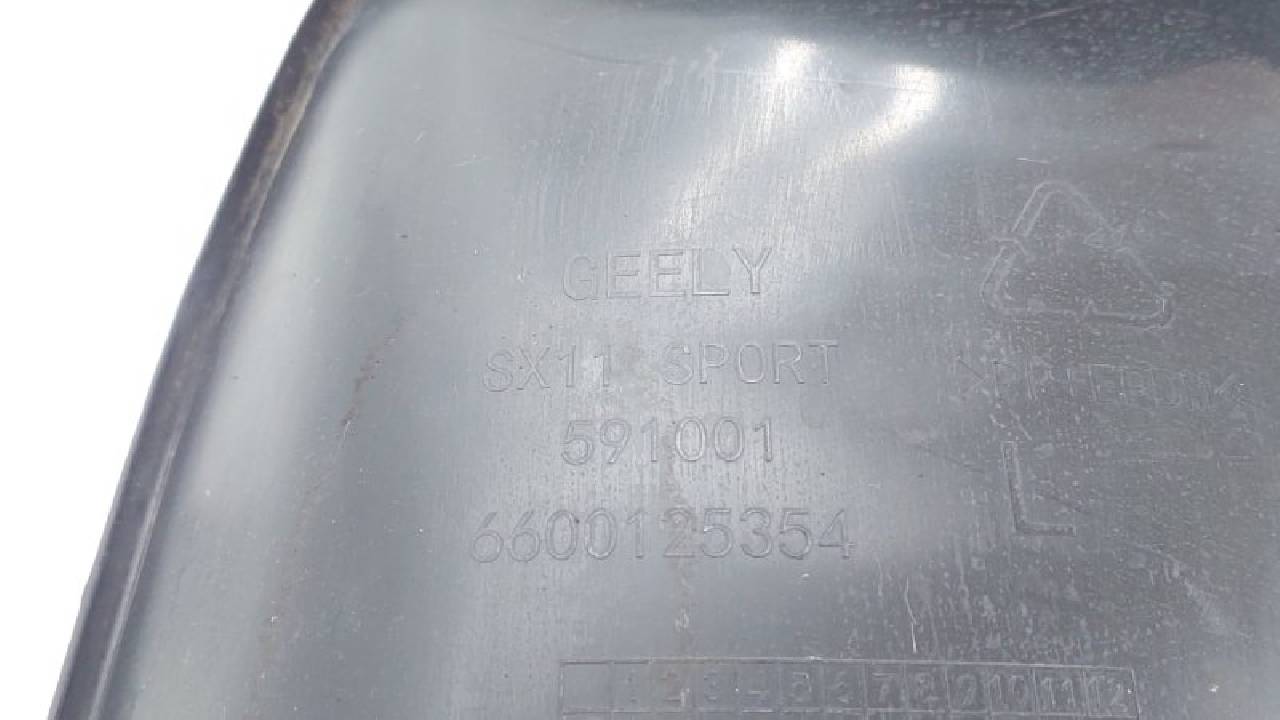 GEELY
SX11 SPORT
591001
6600125354
L
1 2 3 4 5 6 7 8 9 10 11 12